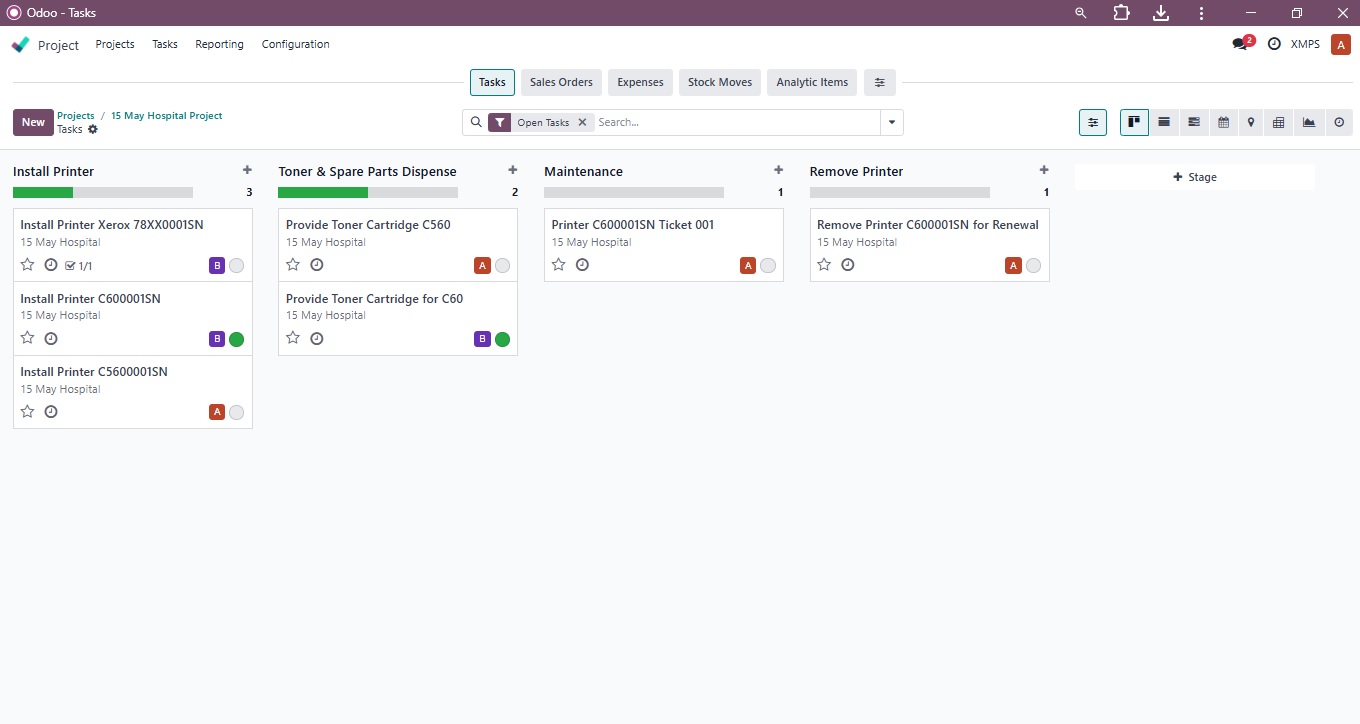 Odoo - Tasks
Project Projects Tasks Reporting Configuration 2 XMPS A
Tasks Sales Orders Expenses Stock Moves Analytic Items
New Projects / 15 May Hospital Project
Tasks
Open Tasks Search...
Install Printer
3
Install Printer Xerox 78XX0001SN
15 May Hospital
1/1 B
Install Printer C600001SN
15 May Hospital
B
Install Printer C5600001SN
15 May Hospital
A
Toner & Spare Parts Dispense
2
Provide Toner Cartridge C560
15 May Hospital
A
Provide Toner Cartridge for C60
15 May Hospital
B
Maintenance
1
Printer C600001SN Ticket 001
15 May Hospital
A
Remove Printer
1
Remove Printer C600001SN for Renewal
15 May Hospital
A
Stage